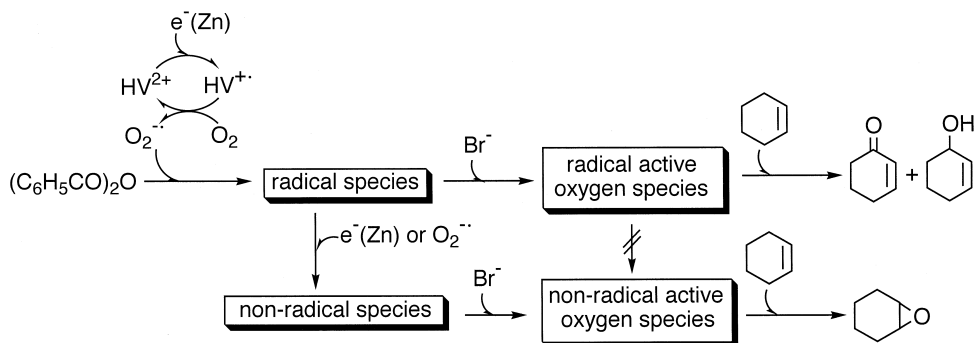 e⁻(Zn)
HV²⁺ HV⁺·
O₂⁻· O₂
(C₆H₅CO)₂O
radical species
Br⁻
radical active
oxygen species
O
+
OH
e⁻(Zn) or O₂⁻·
non-radical species
Br⁻
non-radical active
oxygen species
O